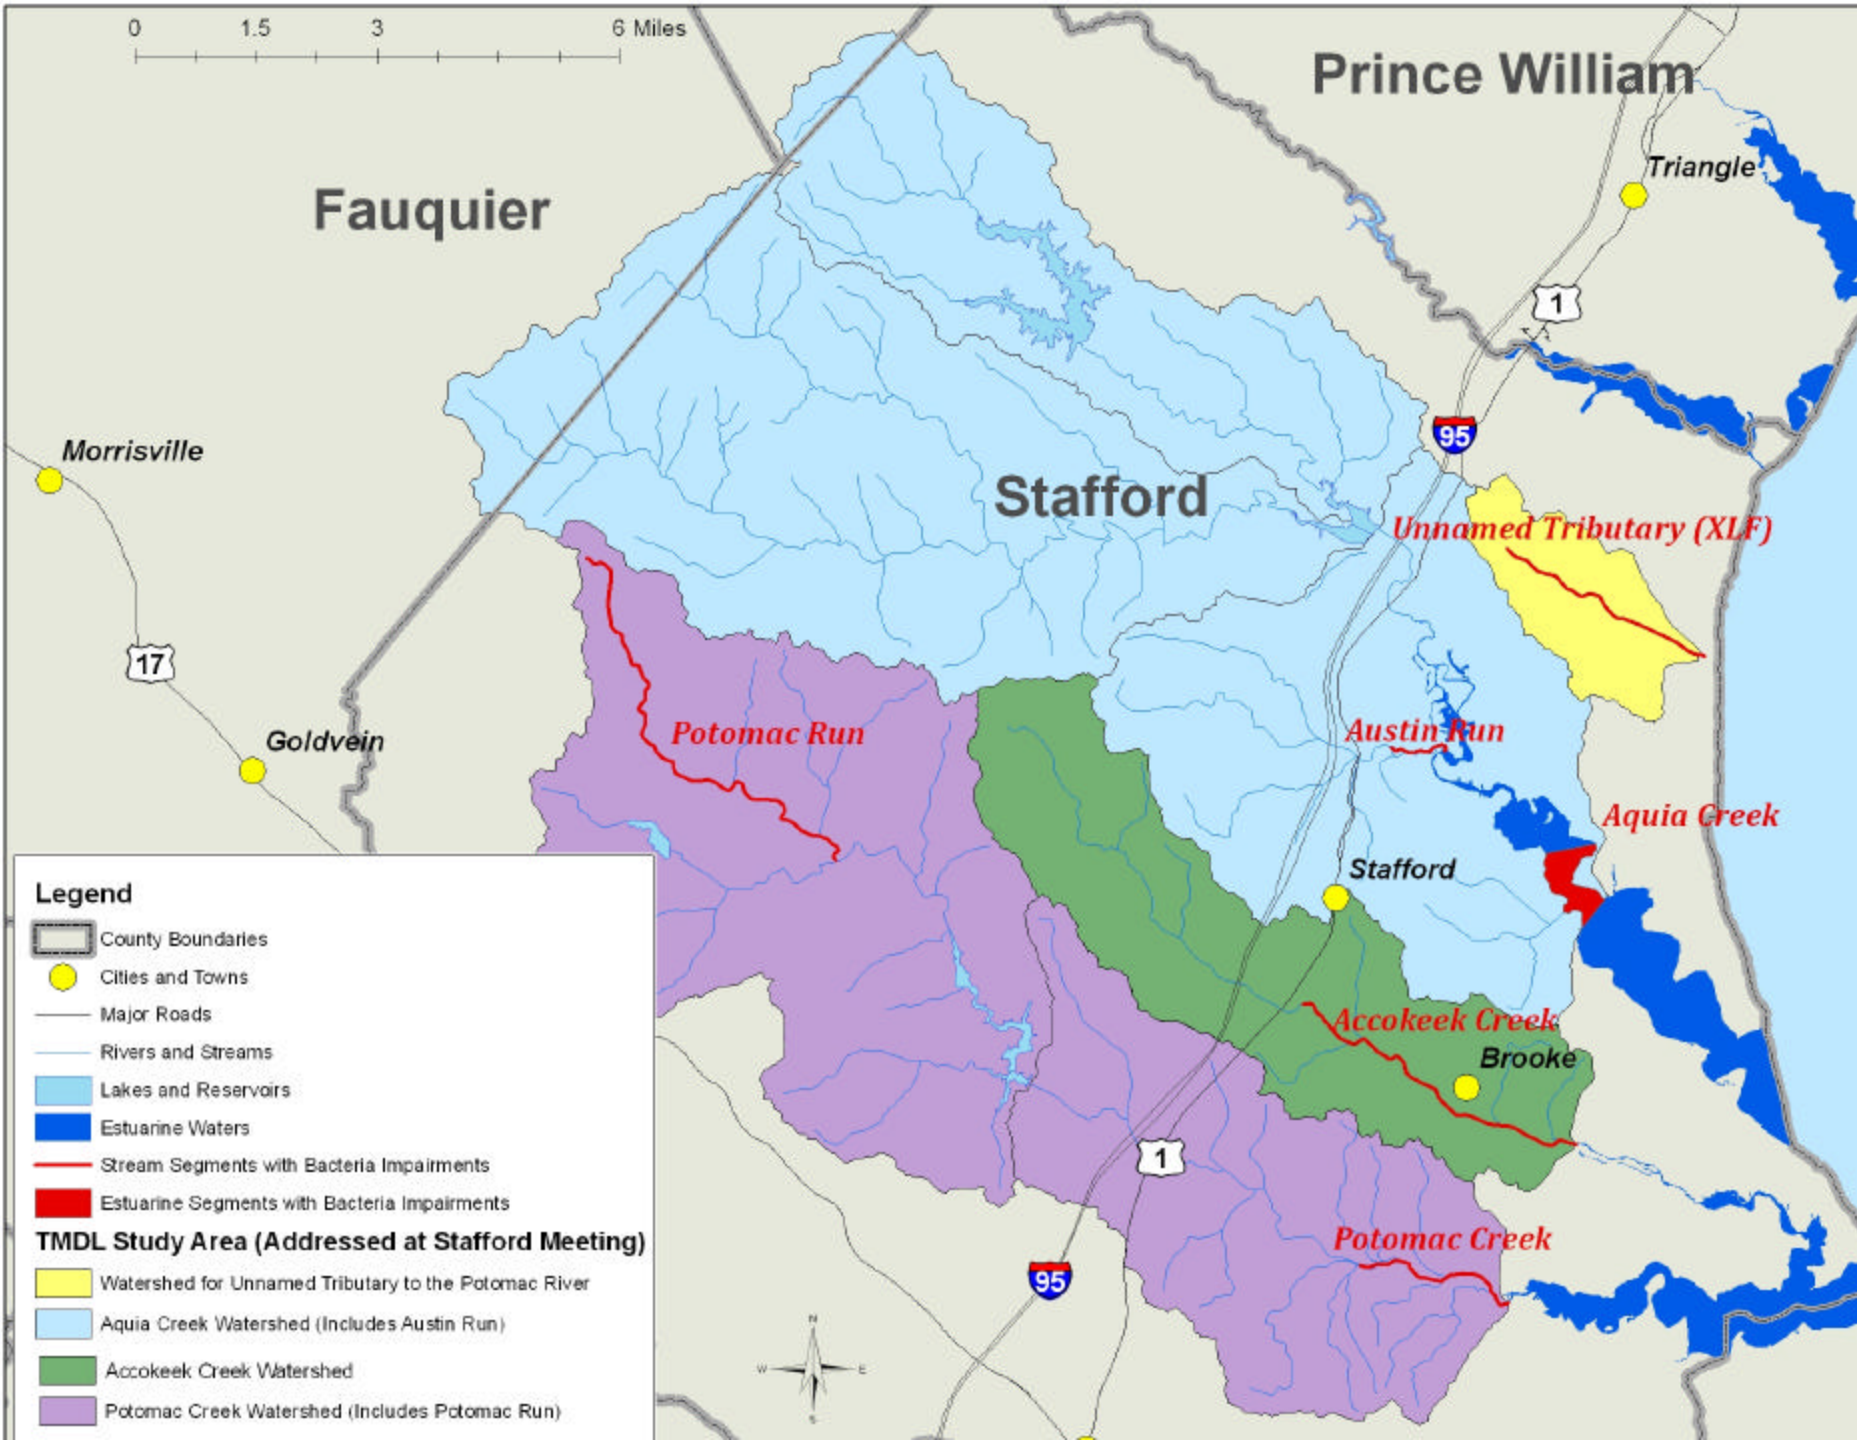 0 1.5 3 6 Miles
Prince William
Triangle
Fauquier
1
Morrisville
95
Stafford
Unnamed Tributary (XLF)
17
Potomac Run
Austin Run
Goldvein
Aquia Creek
Stafford
Accokeek Creek
Brooke
1
Potomac Creek
95
N
W E
S
Legend
County Boundaries
Cities and Towns
Major Roads
Rivers and Streams
Lakes and Reservoirs
Estuarine Waters
Stream Segments with Bacteria Impairments
Estuarine Segments with Bacteria Impairments
TMDL Study Area (Addressed at Stafford Meeting)
Watershed for Unnamed Tributary to the Potomac River
Aquia Creek Watershed (Includes Austin Run)
Accokeek Creek Watershed
Potomac Creek Watershed (Includes Potomac Run)